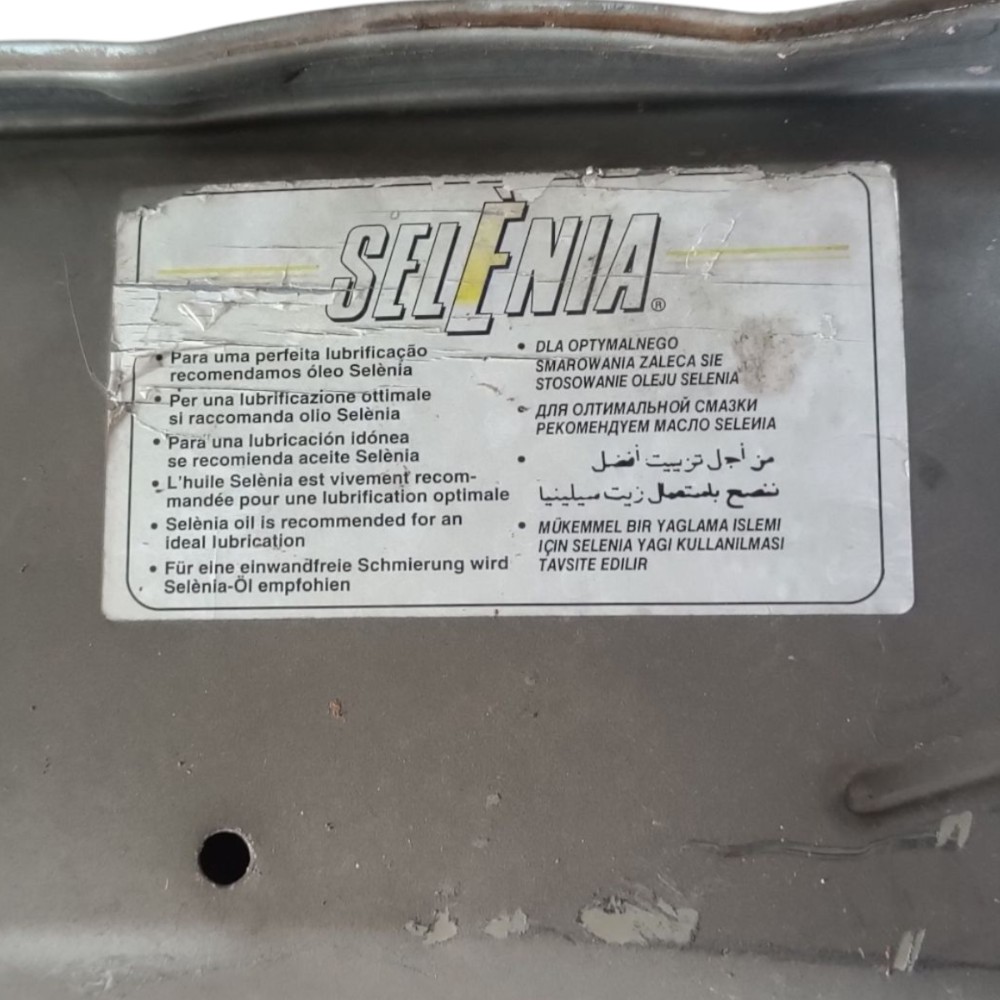 SELÈNIA®
• Para uma perfeita lubrificação
recomendamos óleo Selènia
• Per una lubrificazione ottimale
si raccomanda olio Selènia
• Para una lubricación idónea
se recomienda aceite Selènia
• L'huile Selènia est vivement recom-
mandée pour une lubrification optimale
• Selènia oil is recommended for an
ideal lubrication
• Für eine einwandfreie Schmierung wird
Selènia-Öl empfohlen
• DLA OPTYMALNEGO
SMAROWANIA ZALECA SIE
STOSOWANIE OLEJU SELENIA
• ДЛЯ ОЛТИМАЛЬНОЙ СМАЗКИ
РЕКОМЕНДYЕМ МАСЛО SELEИIA
• من أجل تزييت أفضل
ننصح بلستعمال زيت سيلينيا
• MÜKEMMEL BIR YAGLAMA ISLEMI
IÇIN SELENIA YAGI KULLANILMASI
TAVSITE EDILIR